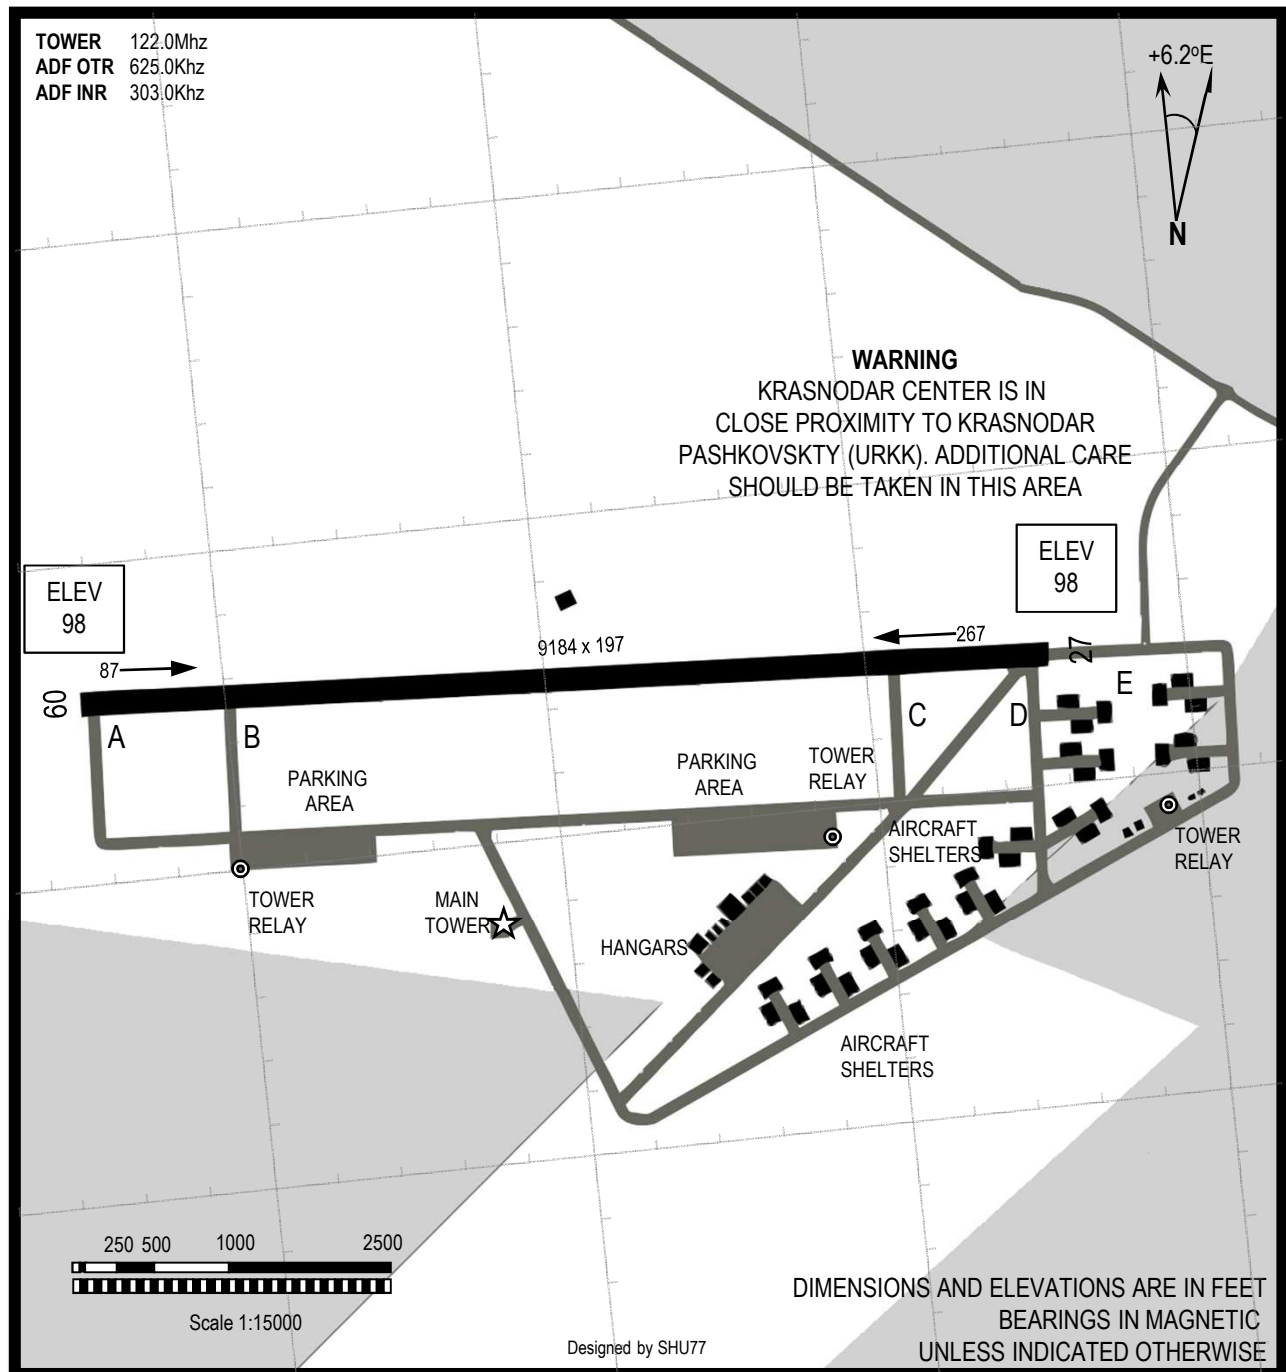 TOWER 122.0Mhz
ADF OTR 625.0Khz
ADF INR 303.0Khz
+6.2ºE
N
WARNING
KRASNODAR CENTER IS IN
CLOSE PROXIMITY TO KRASNODAR
PASHKOVSKTY (URKK). ADDITIONAL CARE
SHOULD BE TAKEN IN THIS AREA
ELEV
98
ELEV
98
87
9184 x 197
267
09
27
A
B
C
D
E
PARKING
AREA
PARKING
AREA
TOWER
RELAY
AIRCRAFT
SHELTERS
TOWER
RELAY
TOWER
RELAY
MAIN
TOWER
HANGARS
AIRCRAFT
SHELTERS
250 500 1000 2500
Scale 1:15000
Designed by SHU77
DIMENSIONS AND ELEVATIONS ARE IN FEET
BEARINGS IN MAGNETIC
UNLESS INDICATED OTHERWISE